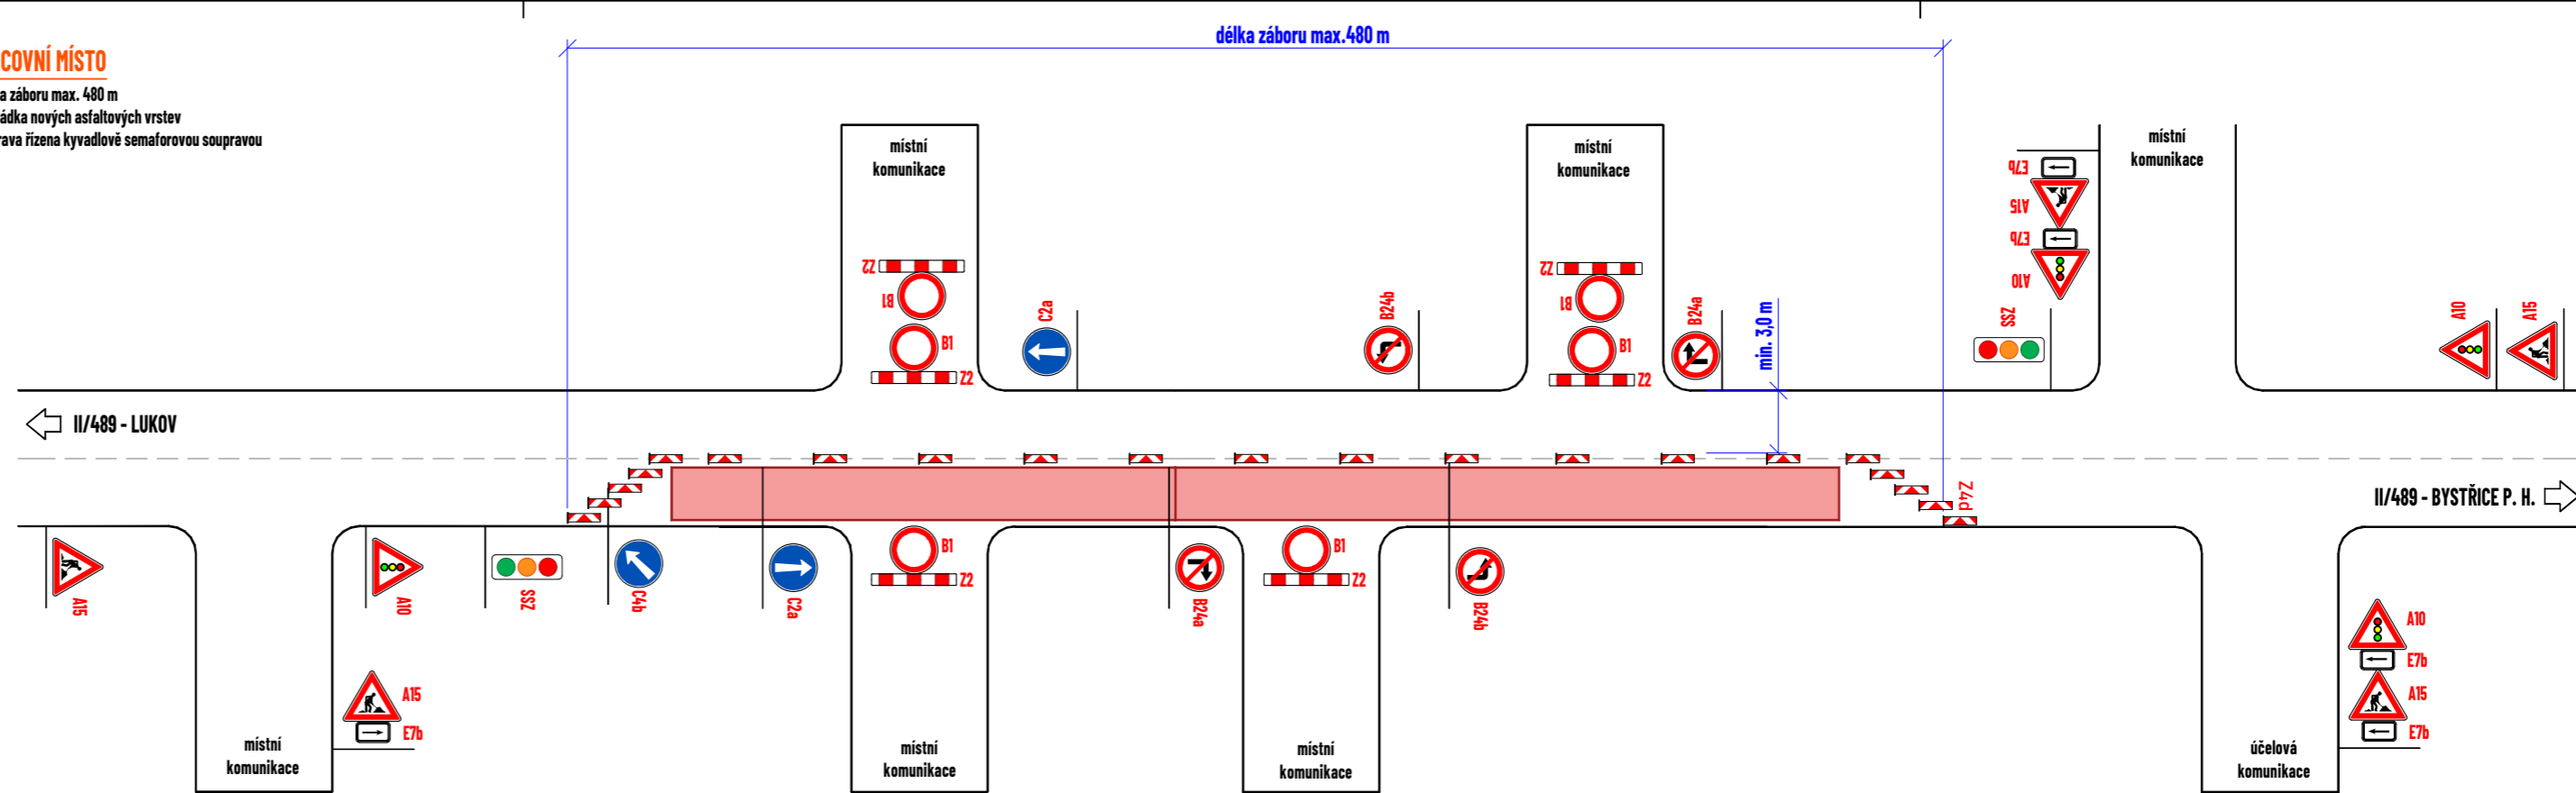 délka záboru max.480 m
COVNÍ MÍSTO
a záboru max. 480 m
ádka nových asfaltových vrstev
rava řízena kyvadlově semaforovou soupravou
místní
komunikace
místní
komunikace
místní
komunikace
E7b
A15
E7b
A10
Z2
B1
B1
Z2
C2a
B24b
Z2
B1
B1
Z2
B24a
min. 3,0 m
SSZ
A10
A15
II/489 - LUKOV
Z4d
II/489 - BYSTŘICE P. H.
A15
A10
SSZ
C4b
C2a
B1
Z2
B24a
B1
Z2
B24b
A15
E7b
A10
E7b
A15
E7b
místní
komunikace
místní
komunikace
místní
komunikace
účelová
komunikace